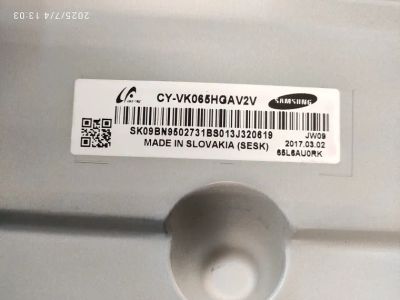 2025/7/4 13:03
CY-VK065HGAV2V
SAMSUNG
SK09BN9502731BS013J320619
JW09
MADE IN SLOVAKIA (SESK)
2017.03.02
65L6AU0RK